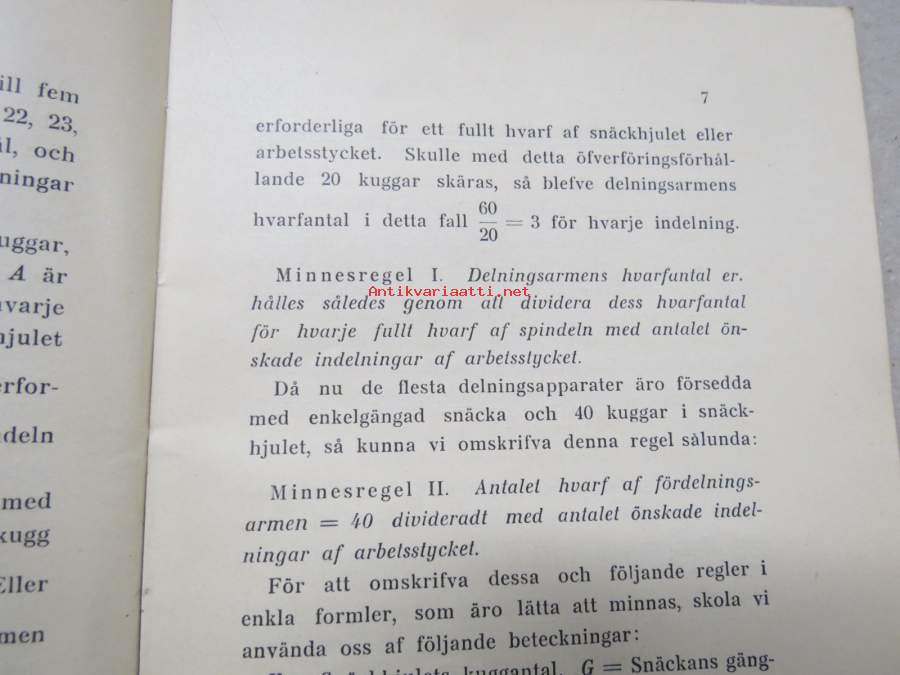 ill fem
22, 23,
och
ningar
uggar,
A är
varje
hjulet
erfor-
ndeln
med
kugg
Eller
men
7
erforderliga för ett fullt hvarf af snäckhjulet eller
arbetsstycket. Skulle med detta öfverföringsförhål-
lande 20 kuggar skäras, så blefve delningsarmens
hvarfantal i detta fall 60/20 = 3 för hvarje indelning.
Minnesregel I. Delningsarmens hvarfantal er.
Antikvariaatti.net
hålles således genom att dividera dess hvarfantal
för hvarje fullt hvarf af spindeln med antalet ön-
skade indelningar af arbetsstycket.
Då nu de flesta delningsapparater äro försedda
med enkelgängad snäcka och 40 kuggar i snäck-
hjulet, så kunna vi omskrifva denna regel sålunda:
Minnesregel II. Antalet hvarf af fördelnings-
armen = 40 divideradt med antalet önskade indel-
ningar af arbetsstycket.
För att omskrifva dessa och följande regler i
enkla formler, som äro lätta att minnas, skola vi
använda oss af följande beteckningar:
kuggantal. G = Snäckans gäng-